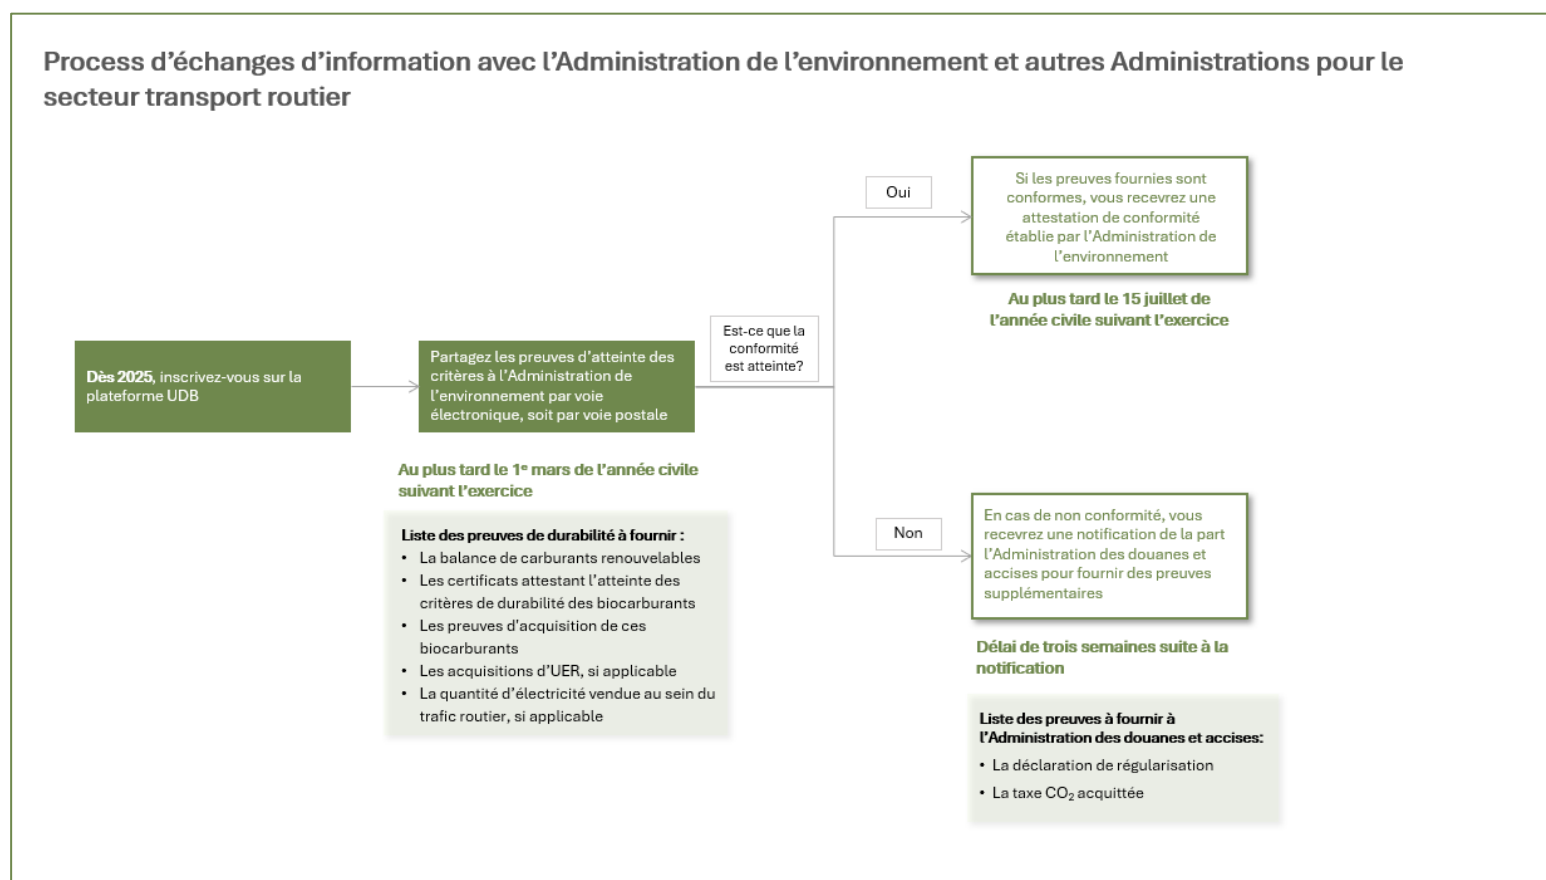 Process d’échanges d’information avec l’Administration de l’environnement et autres Administrations pour le
secteur transport routier
Dès 2025, inscrivez-vous sur la
plateforme UDB
Partagez les preuves d’atteinte des
critères à l’Administration de
l’environnement par voie
électronique, soit par voie postale
Au plus tard le 1ᵉ mars de l’année civile
suivant l’exercice
Liste des preuves de durabilité à fournir :
• La balance de carburants renouvelables
• Les certificats attestant l’atteinte des
critères de durabilité des biocarburants
• Les preuves d’acquisition de ces
biocarburants
• Les acquisitions d’UER, si applicable
• La quantité d’électricité vendue au sein du
trafic routier, si applicable
Est-ce que la
conformité
est atteinte?
Oui
Si les preuves fournies sont
conformes, vous recevrez une
attestation de conformité
établie par l’Administration de
l’environnement
Au plus tard le 15 juillet de
l’année civile suivant l’exercice
Non
En cas de non conformité, vous
recevrez une notification de la part
l’Administration des douanes et
accises pour fournir des preuves
supplémentaires
Délai de trois semaines suite à la
notification
Liste des preuves à fournir à
l’Administration des douanes et accises:
• La déclaration de régularisation
• La taxe CO₂ acquittée